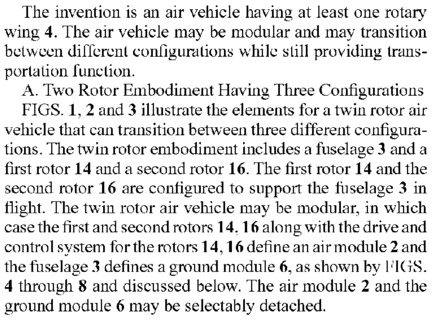 The invention is an air vehicle having at least one rotary
wing 4. The air vehicle may be modular and may transition
between different configurations while still providing trans-
portation function.
A. Two Rotor Embodiment Having Three Configurations
FIGS. 1, 2 and 3 illustrate the elements for a twin rotor air
vehicle that can transition between three different configura-
tions. The twin rotor embodiment includes a fuselage 3 and a
first rotor 14 and a second rotor 16. The first rotor 14 and the
second rotor 16 are configured to support the fuselage 3 in
flight. The twin rotor air vehicle may be modular, in which
case the first and second rotors 14, 16 along with the drive and
control system for the rotors 14, 16 define an air module 2 and
the fuselage 3 defines a ground module 6, as shown by FIGS.
4 through 8 and discussed below. The air module 2 and the
ground module 6 may be selectably detached.